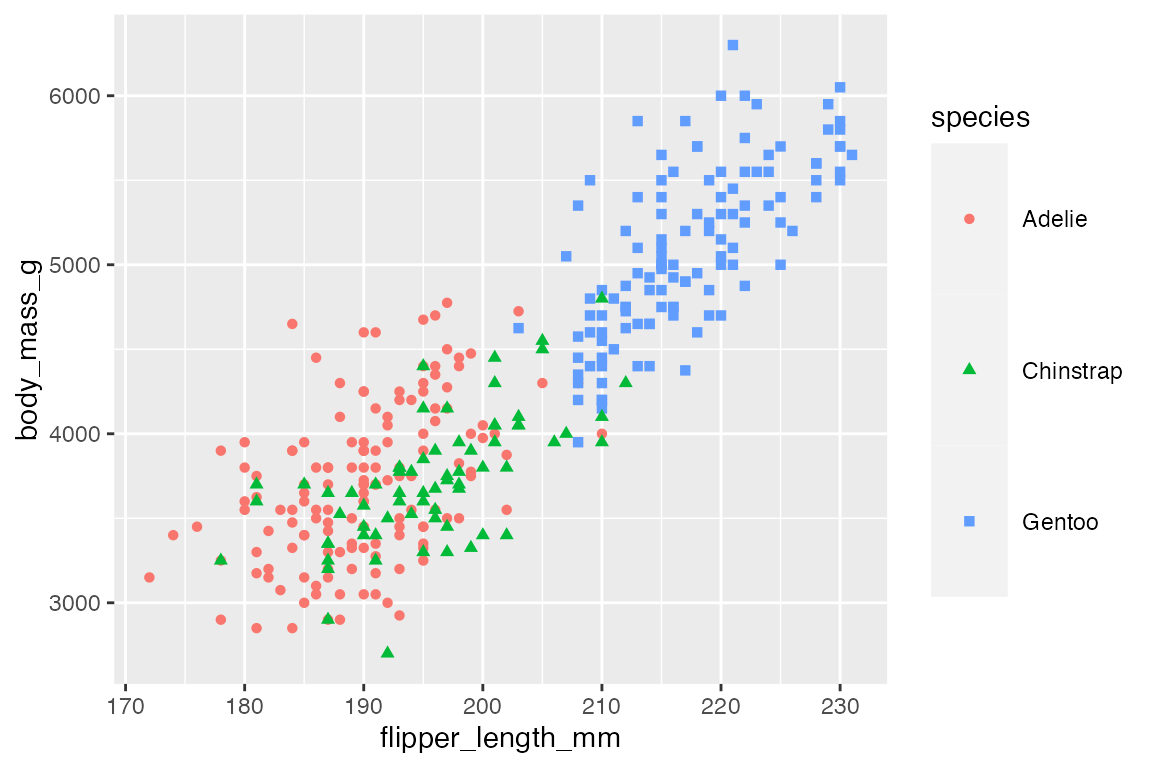 6000
5000
4000
3000
body_mass_g
170 180 190 200 210 220 230
flipper_length_mm
species
Adelie
Chinstrap
Gentoo